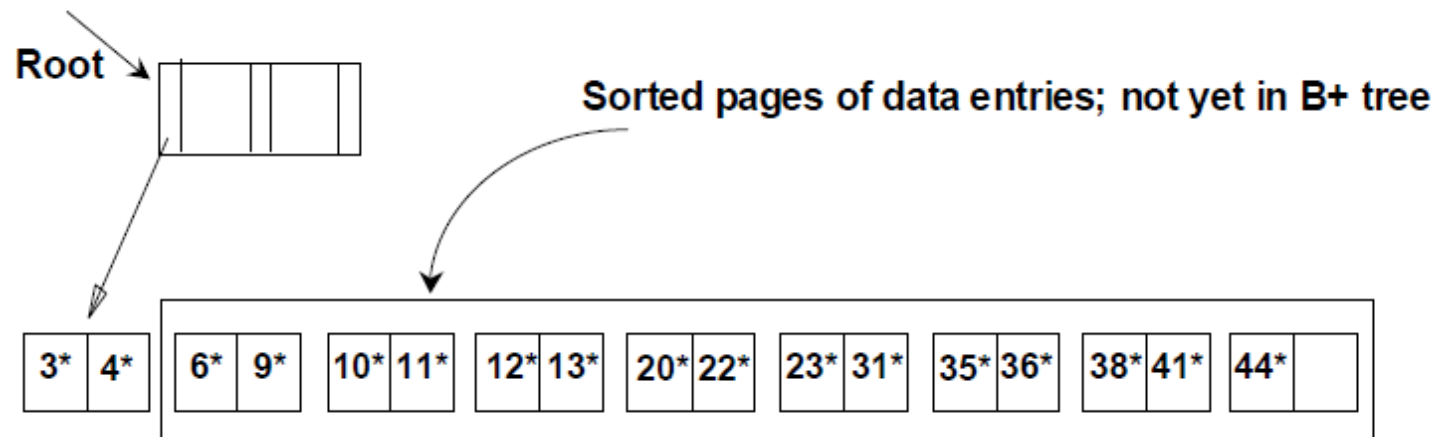 Root
Sorted pages of data entries; not yet in B+ tree
3* 4* 6* 9* 10* 11* 12* 13* 20* 22* 23* 31* 35* 36* 38* 41* 44*